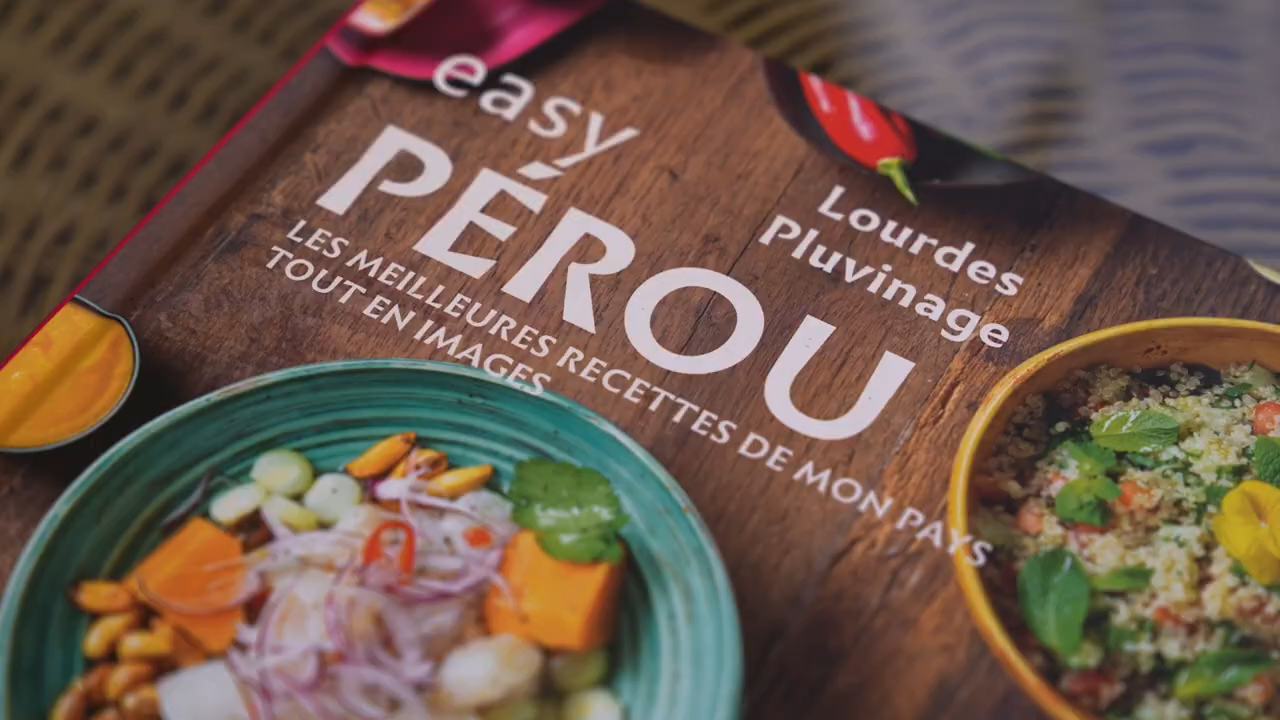 easy
PÉROU
LES MEILLEURES RECETTES DE MON PAYS
TOUT EN IMAGES
Lourdes
Pluvinage